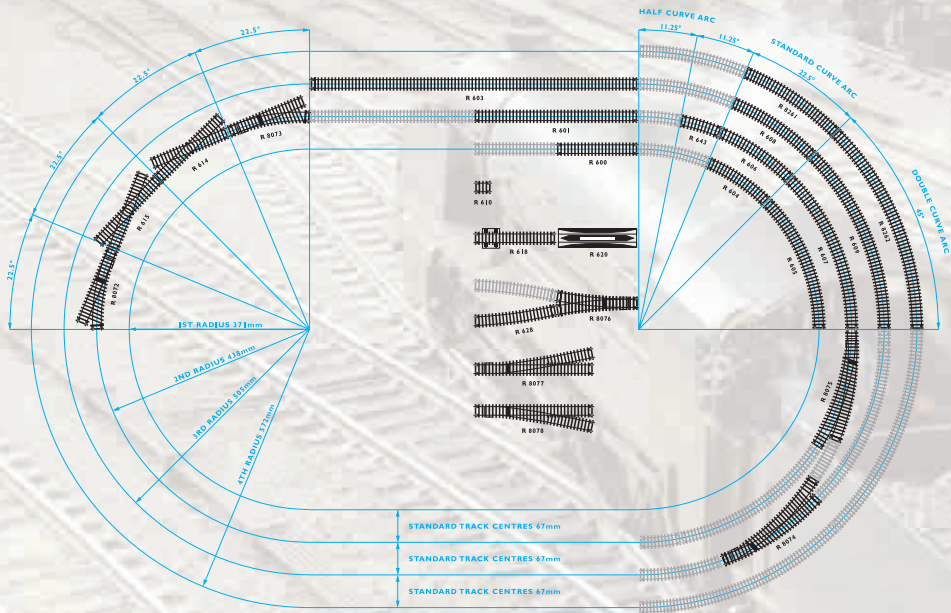 HALF CURVE ARC
11.25°
11.25°
STANDARD CURVE ARC
22.5°
DOUBLE CURVE ARC
45°
22.5°
22.5°
22.5°
22.5°
R 603
R 601
R 600
R 610
R 618
R 620
R 628
R 8076
R 8077
R 8078
R 8073
R 614
R 615
R 8072
R 8261
R 608
R 643
R 606
R 604
R 8262
R 609
R 607
R 605
R 8075
R 8074
1ST RADIUS 371mm
2ND RADIUS 438mm
3RD RADIUS 505mm
4TH RADIUS 572mm
STANDARD TRACK CENTRES 67mm
STANDARD TRACK CENTRES 67mm
STANDARD TRACK CENTRES 67mm